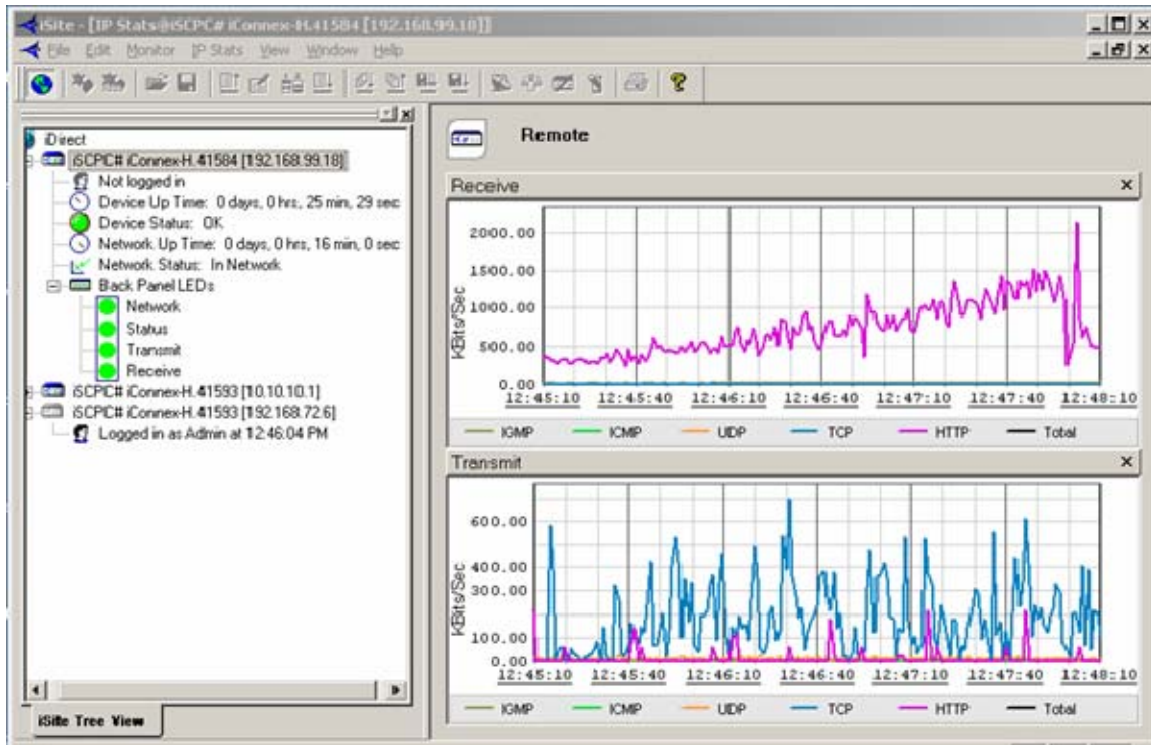 iSite - [IP Stats@iSCPC# iConnex-H.41584 [192.168.99.18]]
File Edit Monitor IP Stats View Window Help
iDirect
iSCPC# iConnex-H.41584 [192.168.99.18]
Not logged in
Device Up Time: 0 days, 0 hrs, 25 min, 29 sec
Device Status: OK
Network Up Time: 0 days, 0 hrs, 16 min, 0 sec
Network Status: In Network
Back Panel LEDs
Network
Status
Transmit
Receive
iSCPC# iConnex-H.41593 [10.10.10.1]
iSCPC# iConnex-H.41593 [192.168.72.6]
Logged in as Admin at 12:46:04 PM
iSite Tree View
Remote
Receive
KBits/Sec
2000.00
1500.00
1000.00
500.00
0.00
12:45:10 12:45:40 12:46:10 12:46:40 12:47:10 12:47:40 12:48:10
IGMP ICMP UDP TCP HTTP Total
Transmit
KBits/Sec
600.00
400.00
300.00
100.00
0.00
12:45:10 12:45:40 12:46:10 12:46:40 12:47:10 12:47:40 12:48:10
IGMP ICMP UDP TCP HTTP Total